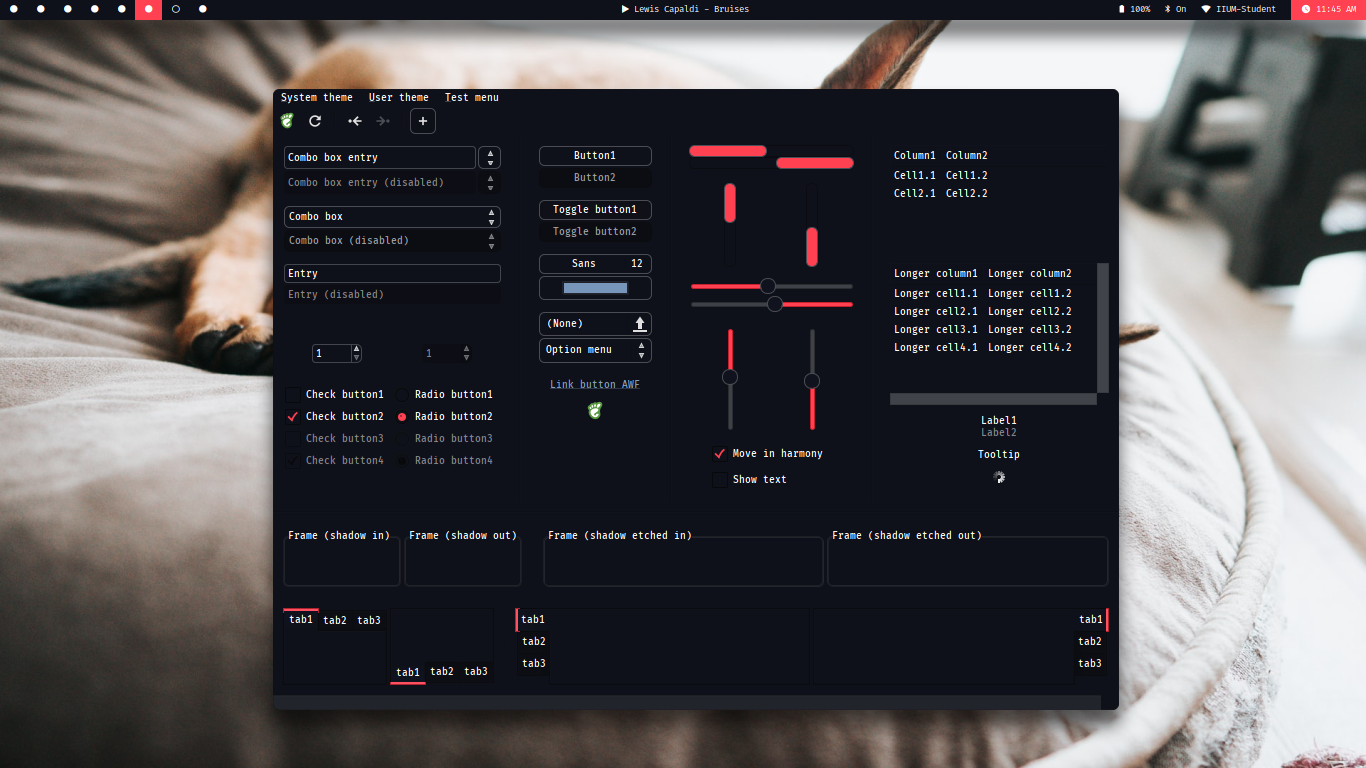 Lewis Capaldi - Bruises
100%
On
IIUM-Student
11:45 AM
System theme User theme Test menu
Combo box entry
Combo box entry (disabled)
Combo box
Combo box (disabled)
Entry
Entry (disabled)
1
1
Check button1 Radio button1
Check button2 Radio button2
Check button3 Radio button3
Check button4 Radio button4
Button1
Button2
Toggle button1
Toggle button2
Sans 12
(None)
Option menu
Link button AWF
Move in harmony
Show text
Column1 Column2
Cell1.1 Cell1.2
Cell2.1 Cell2.2
Longer column1 Longer column2
Longer cell1.1 Longer cell1.2
Longer cell2.1 Longer cell2.2
Longer cell3.1 Longer cell3.2
Longer cell4.1 Longer cell4.2
Label1
Label2
Tooltip
Frame (shadow in) Frame (shadow out) Frame (shadow etched in) Frame (shadow etched out)
tab1 tab2 tab3
tab1 tab2 tab3
tab1
tab2
tab3
tab1
tab2
tab3